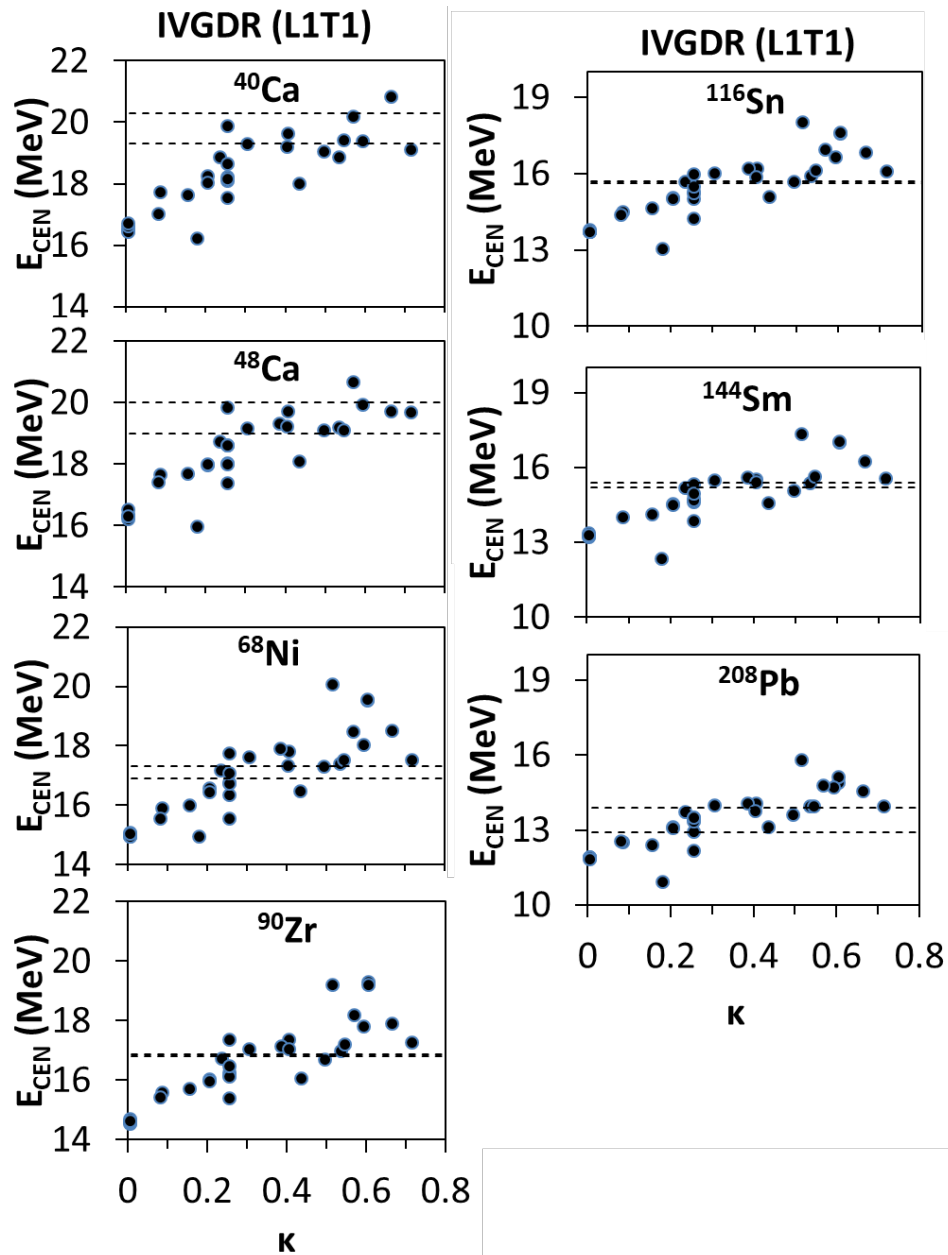 IVGDR (L1T1)
22
20
18
16
14
E_CEN (MeV)
⁴⁰Ca
22
20
18
16
14
E_CEN (MeV)
⁴⁸Ca
22
20
18
16
14
E_CEN (MeV)
⁶⁸Ni
22
20
18
16
14
E_CEN (MeV)
⁹⁰Zr
0 0.2 0.4 0.6 0.8
κ
IVGDR (L1T1)
19
16
13
10
E_CEN (MeV)
¹¹⁶Sn
19
16
13
10
E_CEN (MeV)
¹⁴⁴Sm
19
16
13
10
E_CEN (MeV)
²⁰⁸Pb
0 0.2 0.4 0.6 0.8
κ